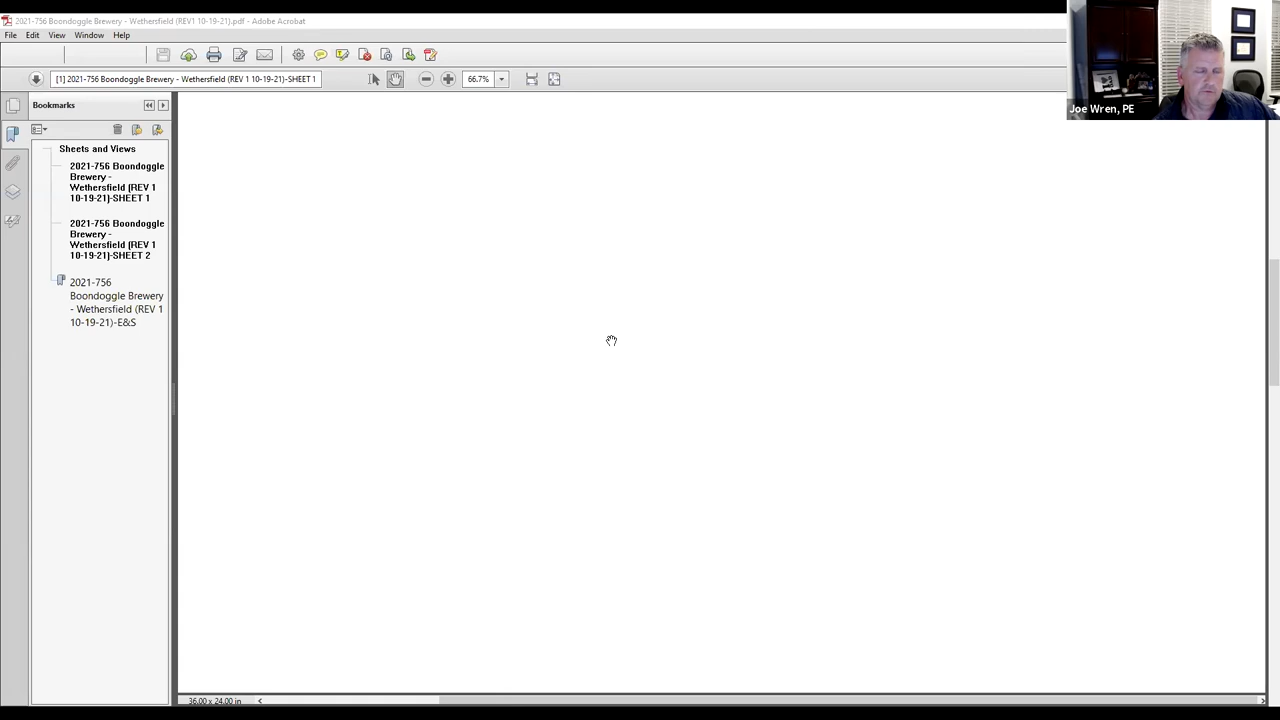 2021-756 Boondoggle Brewery - Wethersfield (REV1 10-19-21).pdf - Adobe Acrobat
File Edit View Window Help
[1] 2021-756 Boondoggle Brewery - Wethersfield (REV 1 10-19-21)-SHEET 1
66.7%
Joe Wren, PE
Bookmarks
Sheets and Views
2021-756 Boondoggle
Brewery -
Wethersfield (REV 1
10-19-21)-SHEET 1
2021-756 Boondoggle
Brewery -
Wethersfield (REV 1
10-19-21)-SHEET 2
2021-756
Boondoggle Brewery
- Wethersfield (REV 1
10-19-21)-E&S
36.00 x 24.00 in